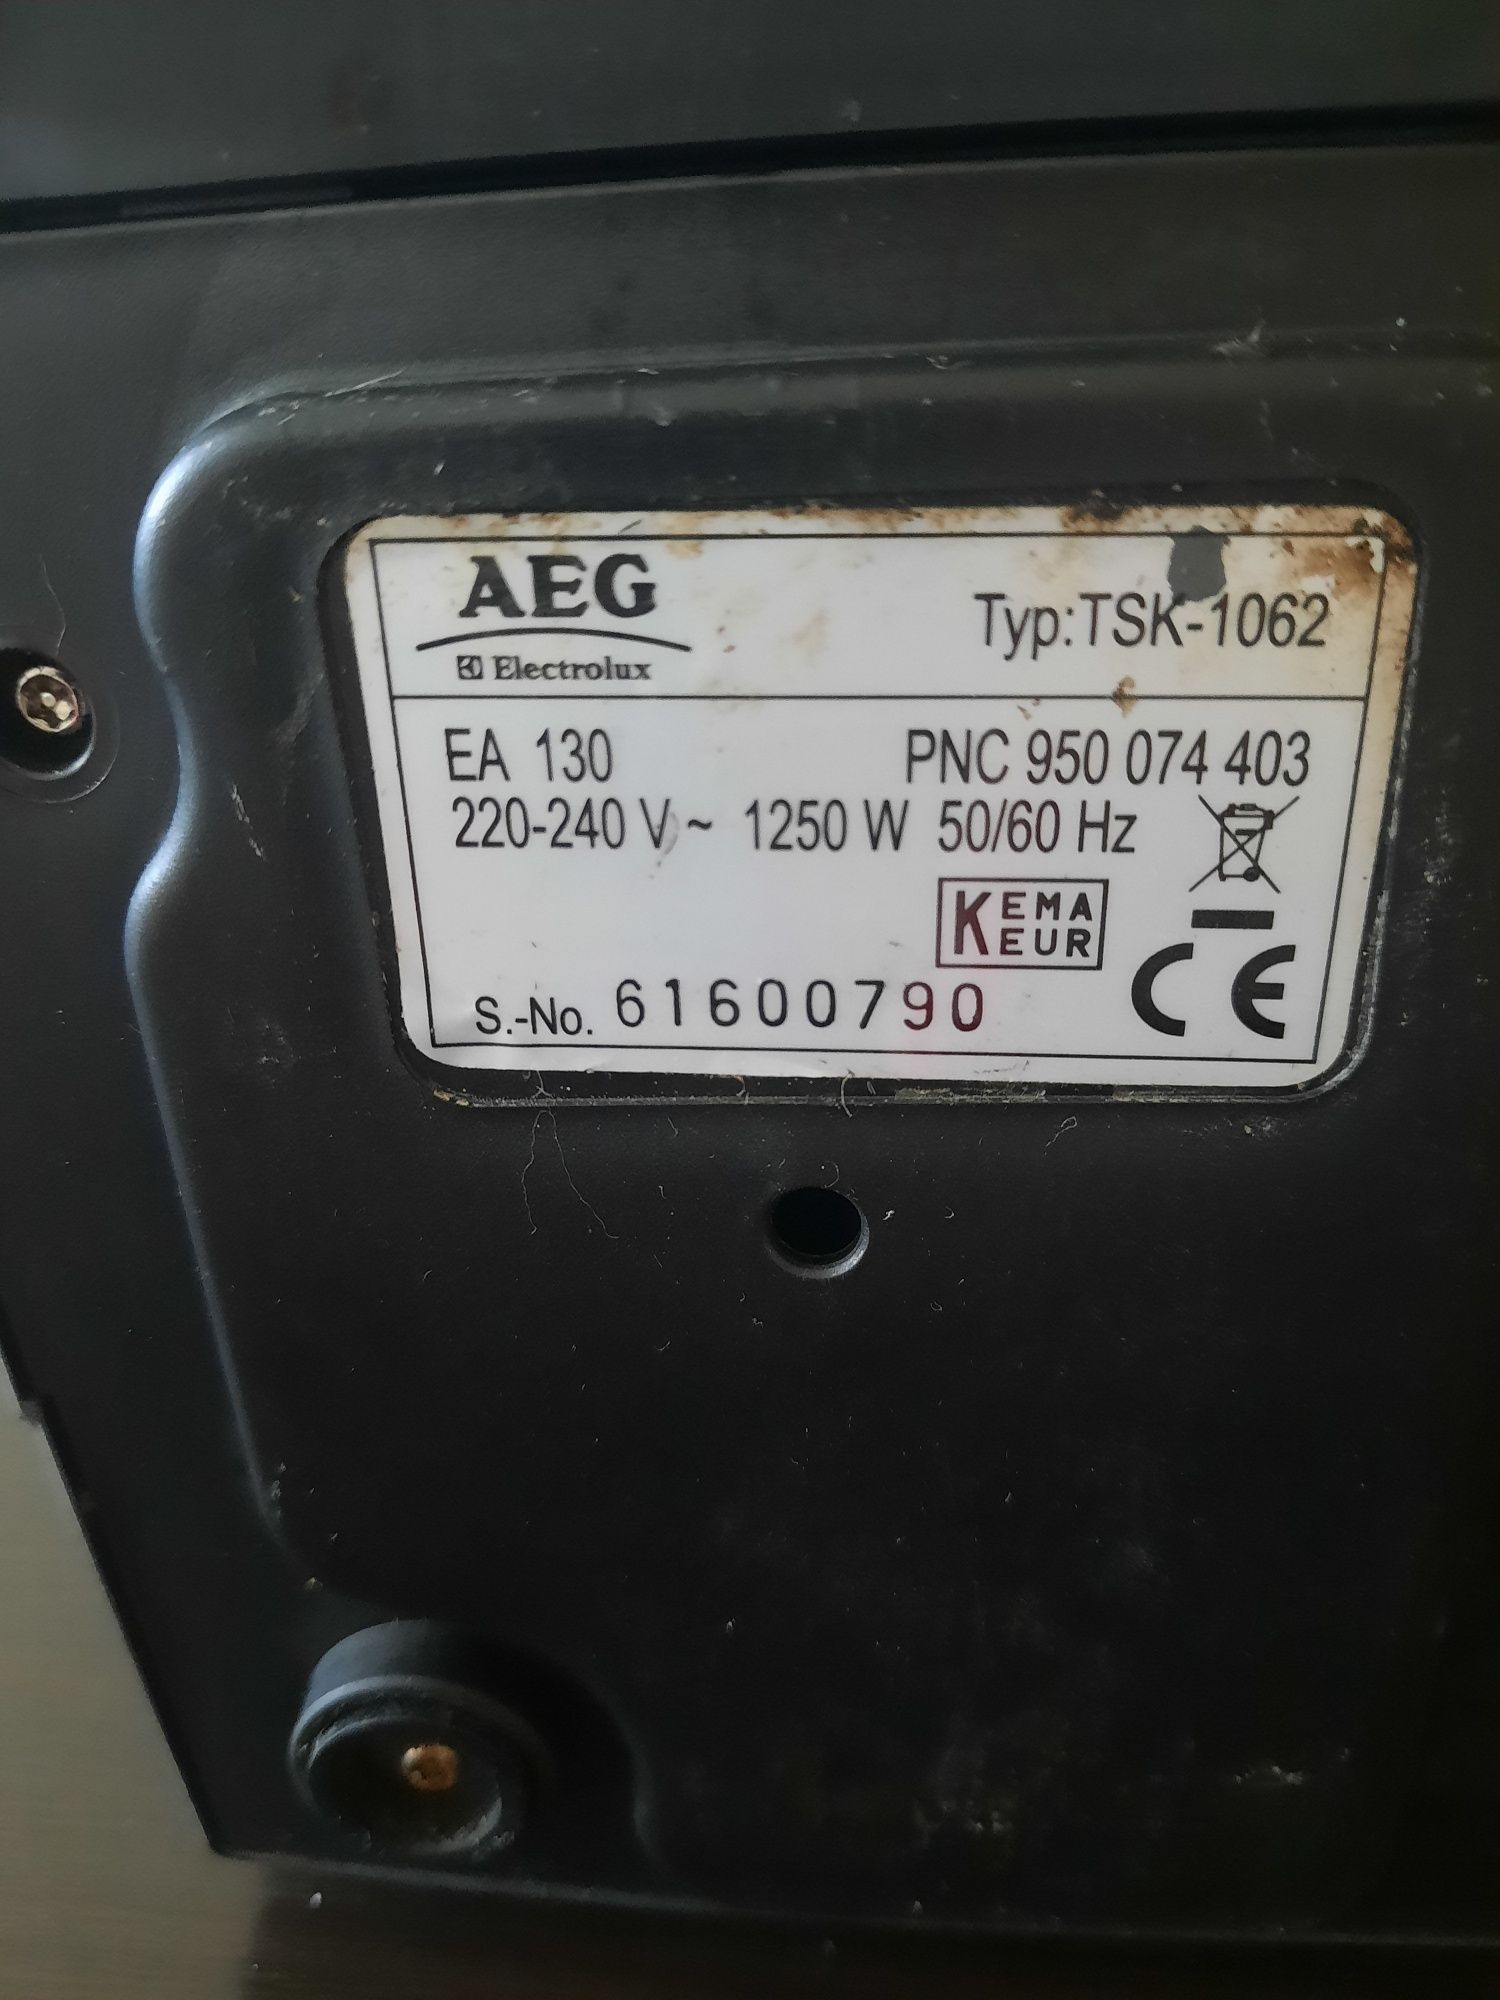 AEG
Electrolux
Typ:TSK-1062
EA 130 PNC 950 074 403
220-240 V ~ 1250 W 50/60 Hz
KEMA
KEUR
S.-No. 61600790
CE